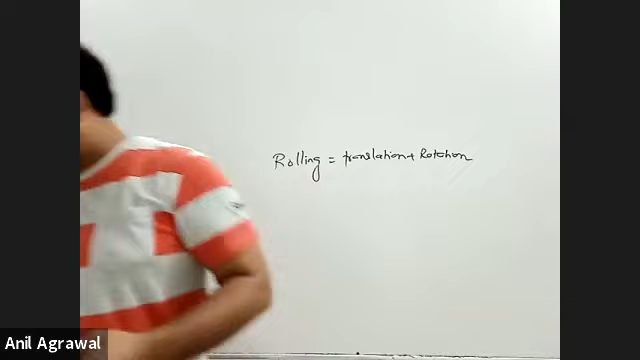 Rolling = translation + Rotation
Anil Agrawal